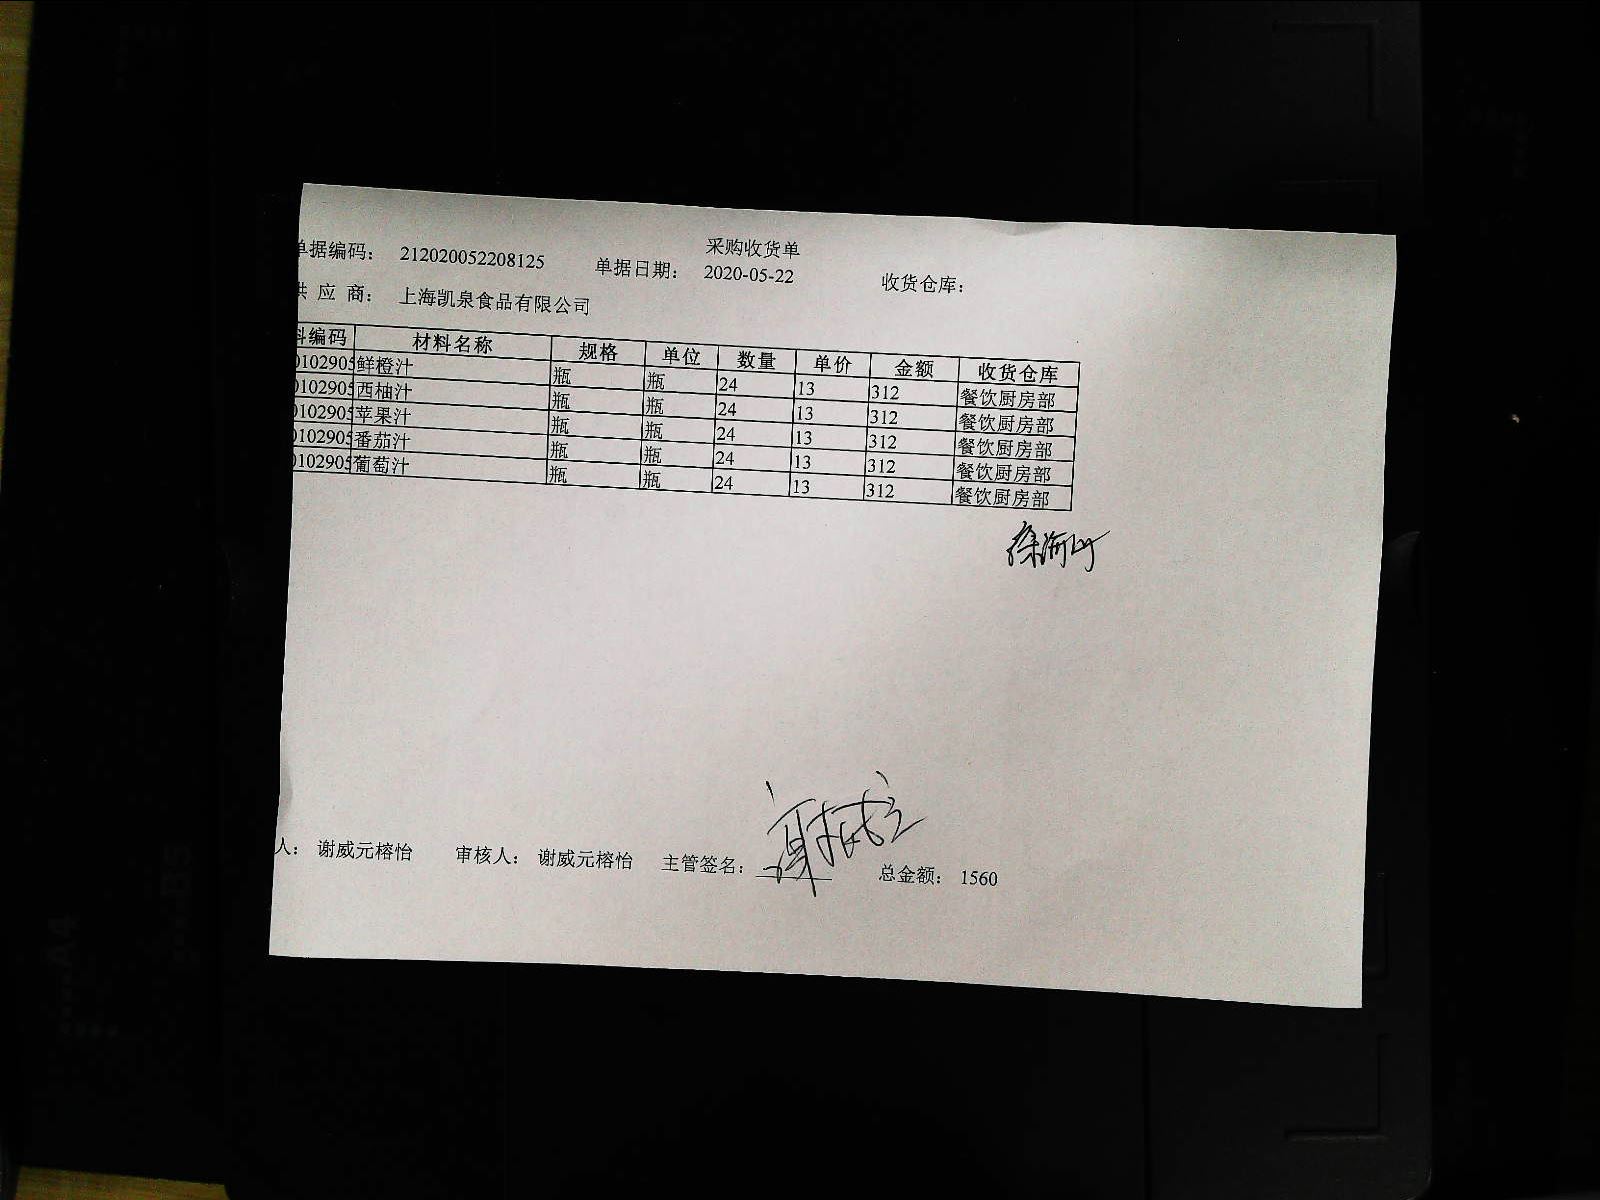 采购收货单
单据编码： 212020052208125 单据日期： 2020-05-22 收货仓库：
供 应 商： 上海凯泉食品有限公司
料编码 材料名称 规格 单位 数量 单价 金额 收货仓库
0102905 鲜橙汁 瓶 瓶 24 13 312 餐饮厨房部
0102905 西柚汁 瓶 瓶 24 13 312 餐饮厨房部
0102905 苹果汁 瓶 瓶 24 13 312 餐饮厨房部
0102905 番茄汁 瓶 瓶 24 13 312 餐饮厨房部
0102905 葡萄汁 瓶 瓶 24 13 312 餐饮厨房部
人： 谢威元榕怡 审核人： 谢威元榕怡 主管签名： 谢威元 总金额： 1560